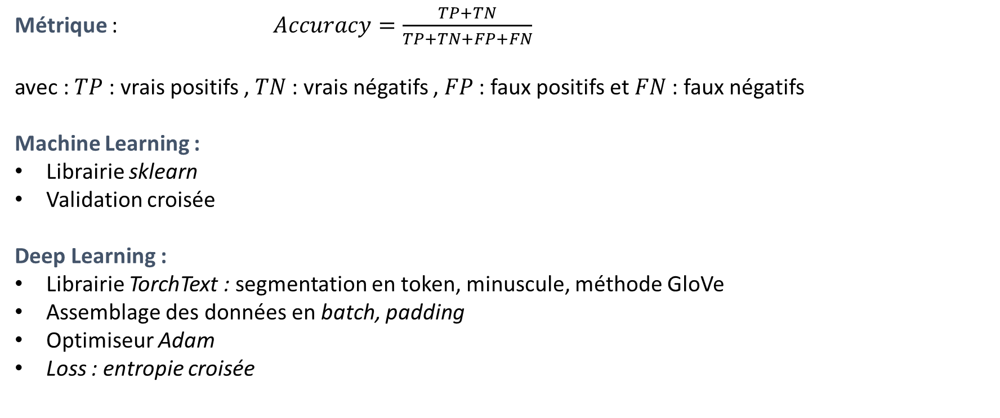 Métrique : Accuracy = TP+TN / TP+TN+FP+FN
avec : TP : vrais positifs , TN : vrais négatifs , FP : faux positifs et FN : faux négatifs
Machine Learning :
• Librairie sklearn
• Validation croisée
Deep Learning :
• Librairie TorchText : segmentation en token, minuscule, méthode GloVe
• Assemblage des données en batch, padding
• Optimiseur Adam
• Loss : entropie croisée